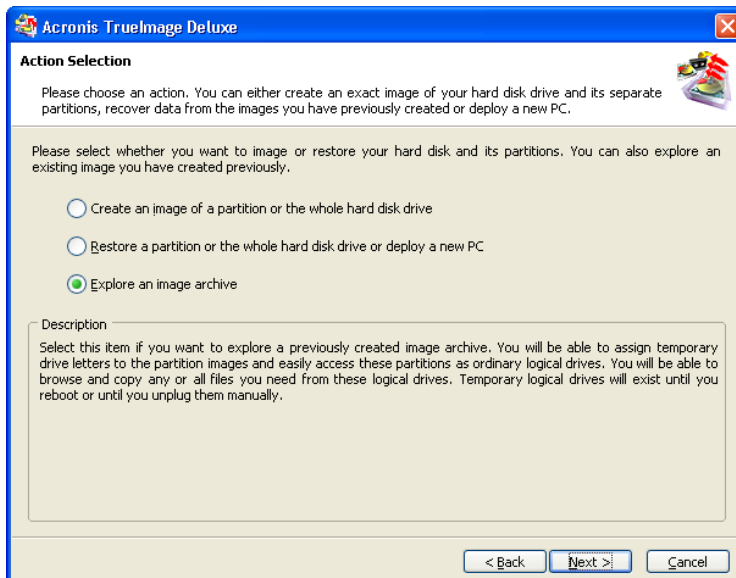 Acronis TrueImage Deluxe
Action Selection
Please choose an action. You can either create an exact image of your hard disk drive and its separate
partitions, recover data from the images you have previously created or deploy a new PC.
Please select whether you want to image or restore your hard disk and its partitions. You can also explore an
existing image you have created previously.
Create an image of a partition or the whole hard disk drive
Restore a partition or the whole hard disk drive or deploy a new PC
Explore an image archive
Description
Select this item if you want to explore a previously created image archive. You will be able to assign temporary
drive letters to the partition images and easily access these partitions as ordinary logical drives. You will be able to
browse and copy any or all files you need from these logical drives. Temporary logical drives will exist until you
reboot or until you unplug them manually.
< Back Next > Cancel